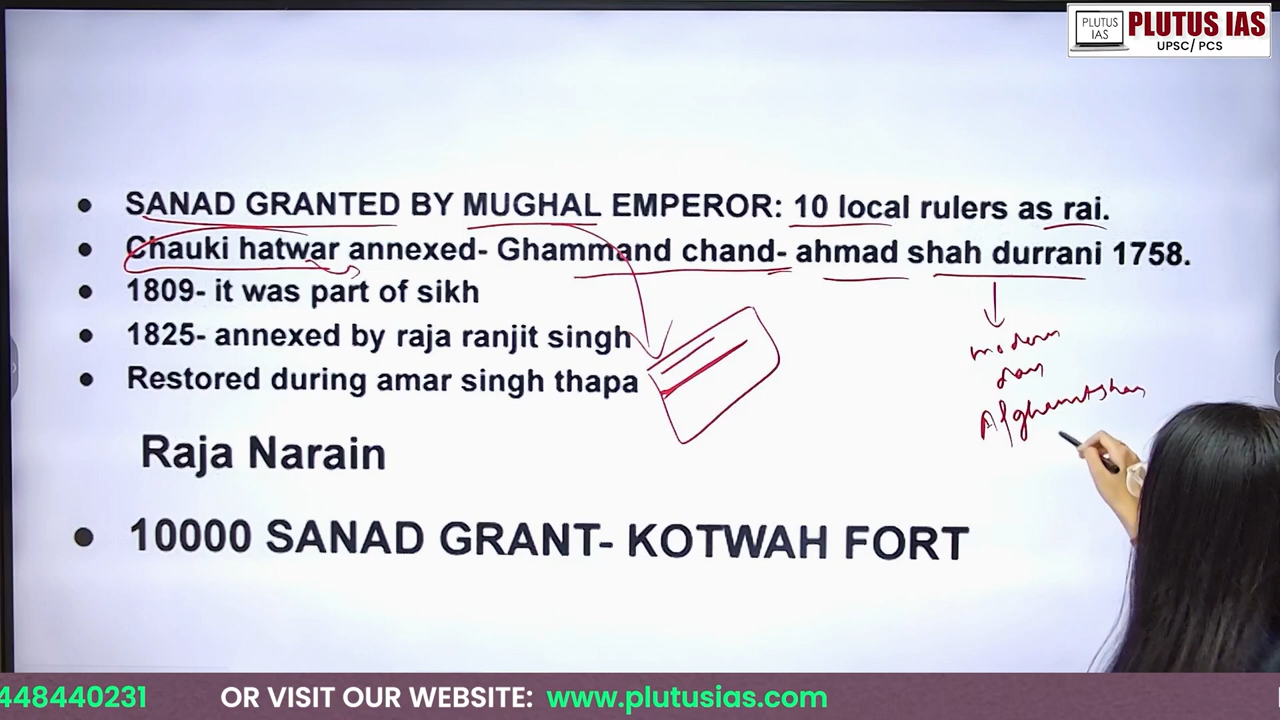 PLUTUS IAS
PLUTUS
IAS
UPSC/ PCS
• SANAD GRANTED BY MUGHAL EMPEROR: 10 local rulers as rai.
• Chauki hatwar annexed- Ghammand chand- ahmad shah durrani 1758.
• 1809- it was part of sikh
• 1825- annexed by raja ranjit singh
• Restored during amar singh thapa
modern
day
Raja Narain
• 10000 SANAD GRANT- KOTWAH FORT
448440231 OR VISIT OUR WEBSITE: www.plutusias.com